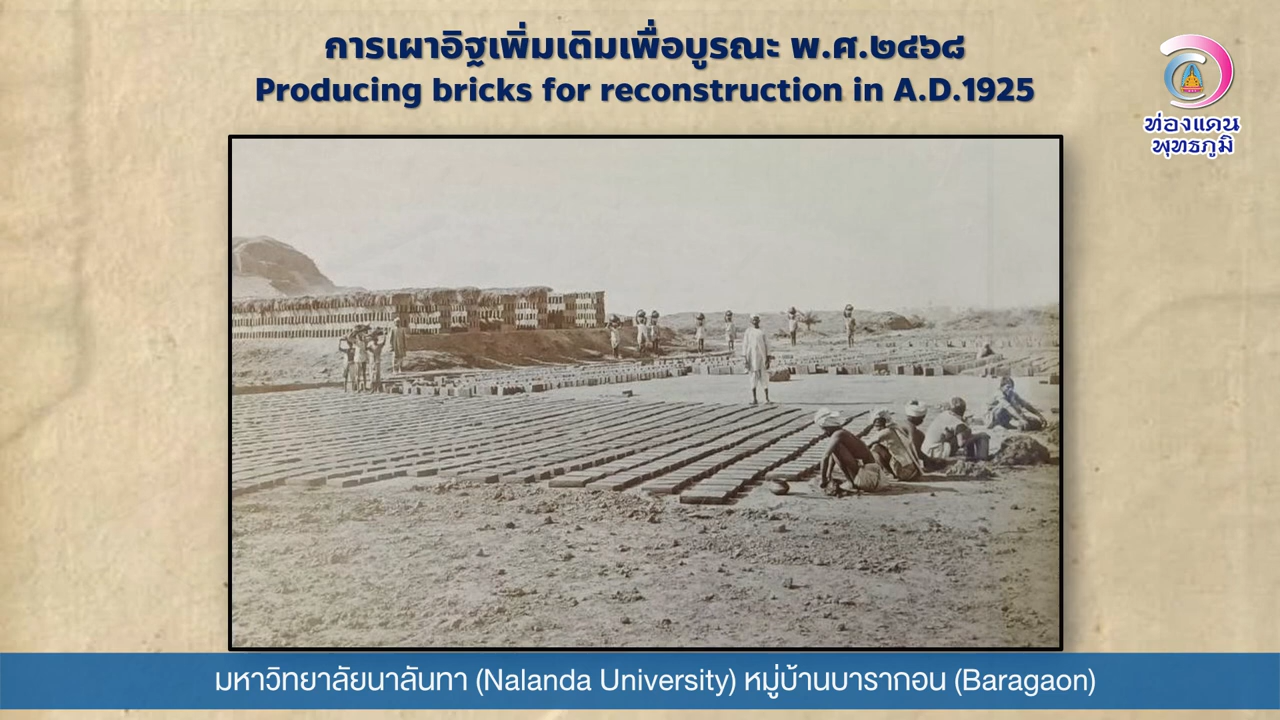 การเผาอิฐเพิ่มเติมเพื่อบูรณะ พ.ศ.๒๔๖๘
Producing bricks for reconstruction in A.D.1925
ท่องแดน
พุทธภูมิ
มหาวิทยาลัยนาลันทา (Nalanda University) หมู่บ้านบารากอน (Baragaon)